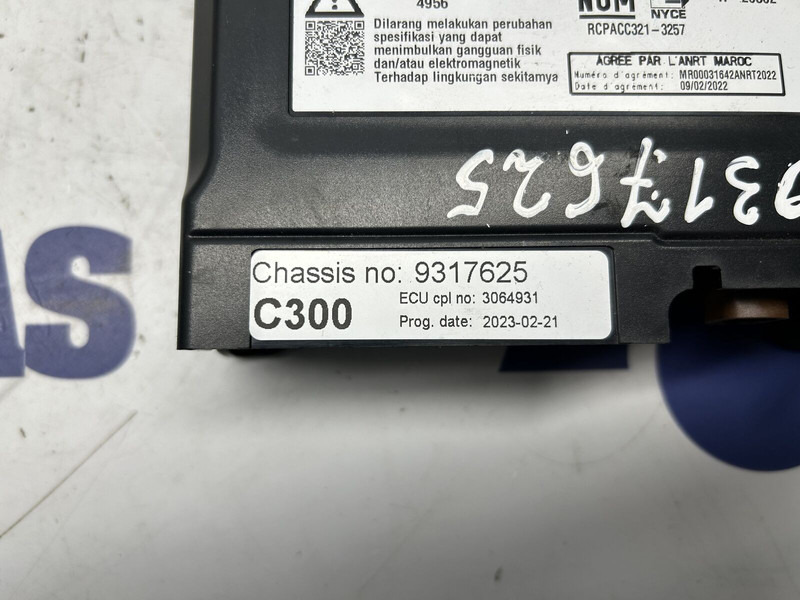 4956
Dilarang melakukan perubahan
spesifikasi yang dapat
menimbulkan gangguan fisik
dan/atau elektromagnetik
Terhadap lingkungan sekitarnya
NOM
NYCE
RCPACC321-3257
AGREE PAR L'ANRT MAROC
Numéro d'agrément: MR00031642ANRT2022
Date d'agrément: 09/02/2022
9317625
Chassis no: 9317625
C300
ECU cpl no: 3064931
Prog. date: 2023-02-21
AS